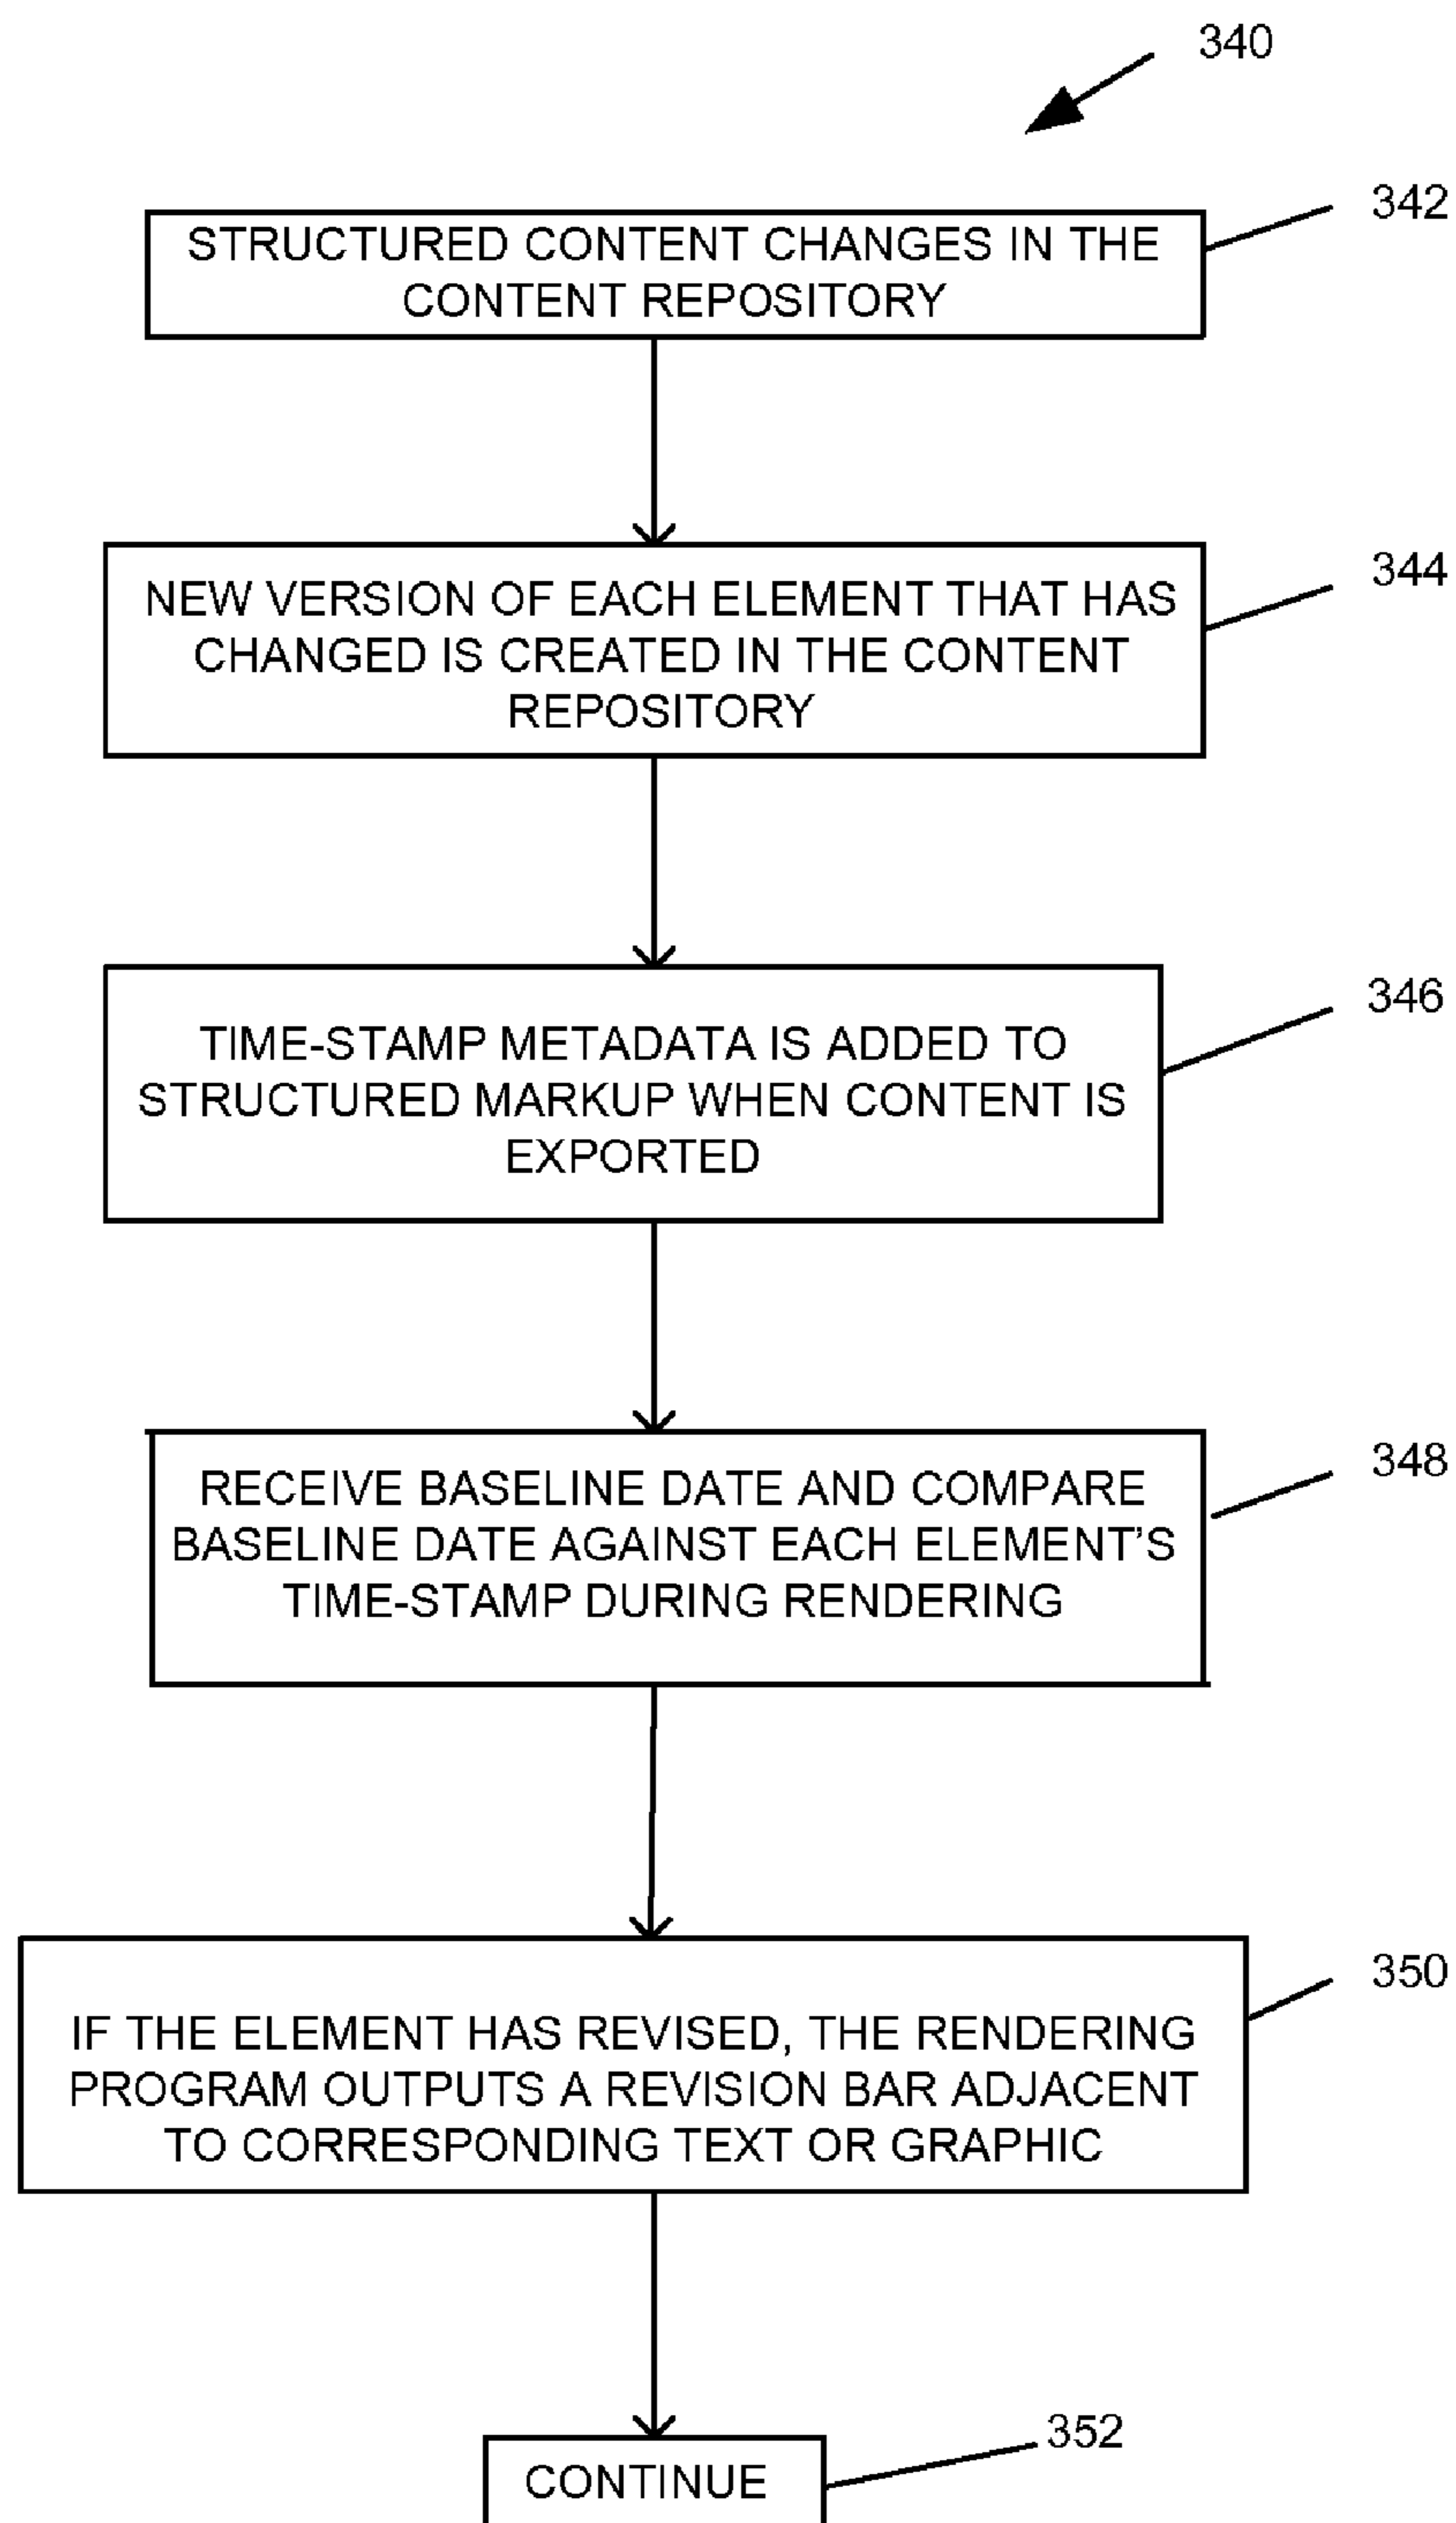 340
342
STRUCTURED CONTENT CHANGES IN THE
CONTENT REPOSITORY
344
NEW VERSION OF EACH ELEMENT THAT HAS
CHANGED IS CREATED IN THE CONTENT
REPOSITORY
346
TIME-STAMP METADATA IS ADDED TO
STRUCTURED MARKUP WHEN CONTENT IS
EXPORTED
348
RECEIVE BASELINE DATE AND COMPARE
BASELINE DATE AGAINST EACH ELEMENT'S
TIME-STAMP DURING RENDERING
350
IF THE ELEMENT HAS REVISED, THE RENDERING
PROGRAM OUTPUTS A REVISION BAR ADJACENT
TO CORRESPONDING TEXT OR GRAPHIC
352
CONTINUE